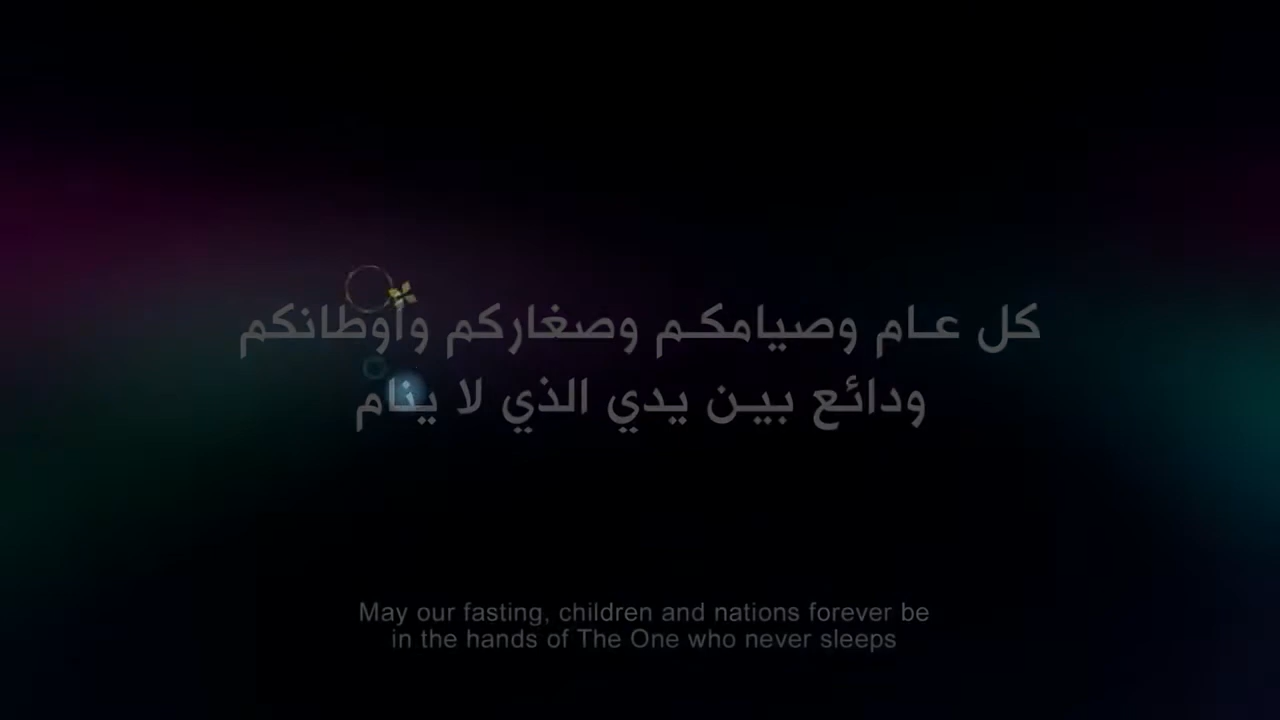 كل عام وصيامكم وصغاركم وأوطانكم
ودائع بين يدي الذي لا ينام
May our fasting, children and nations forever be
in the hands of The One who never sleeps